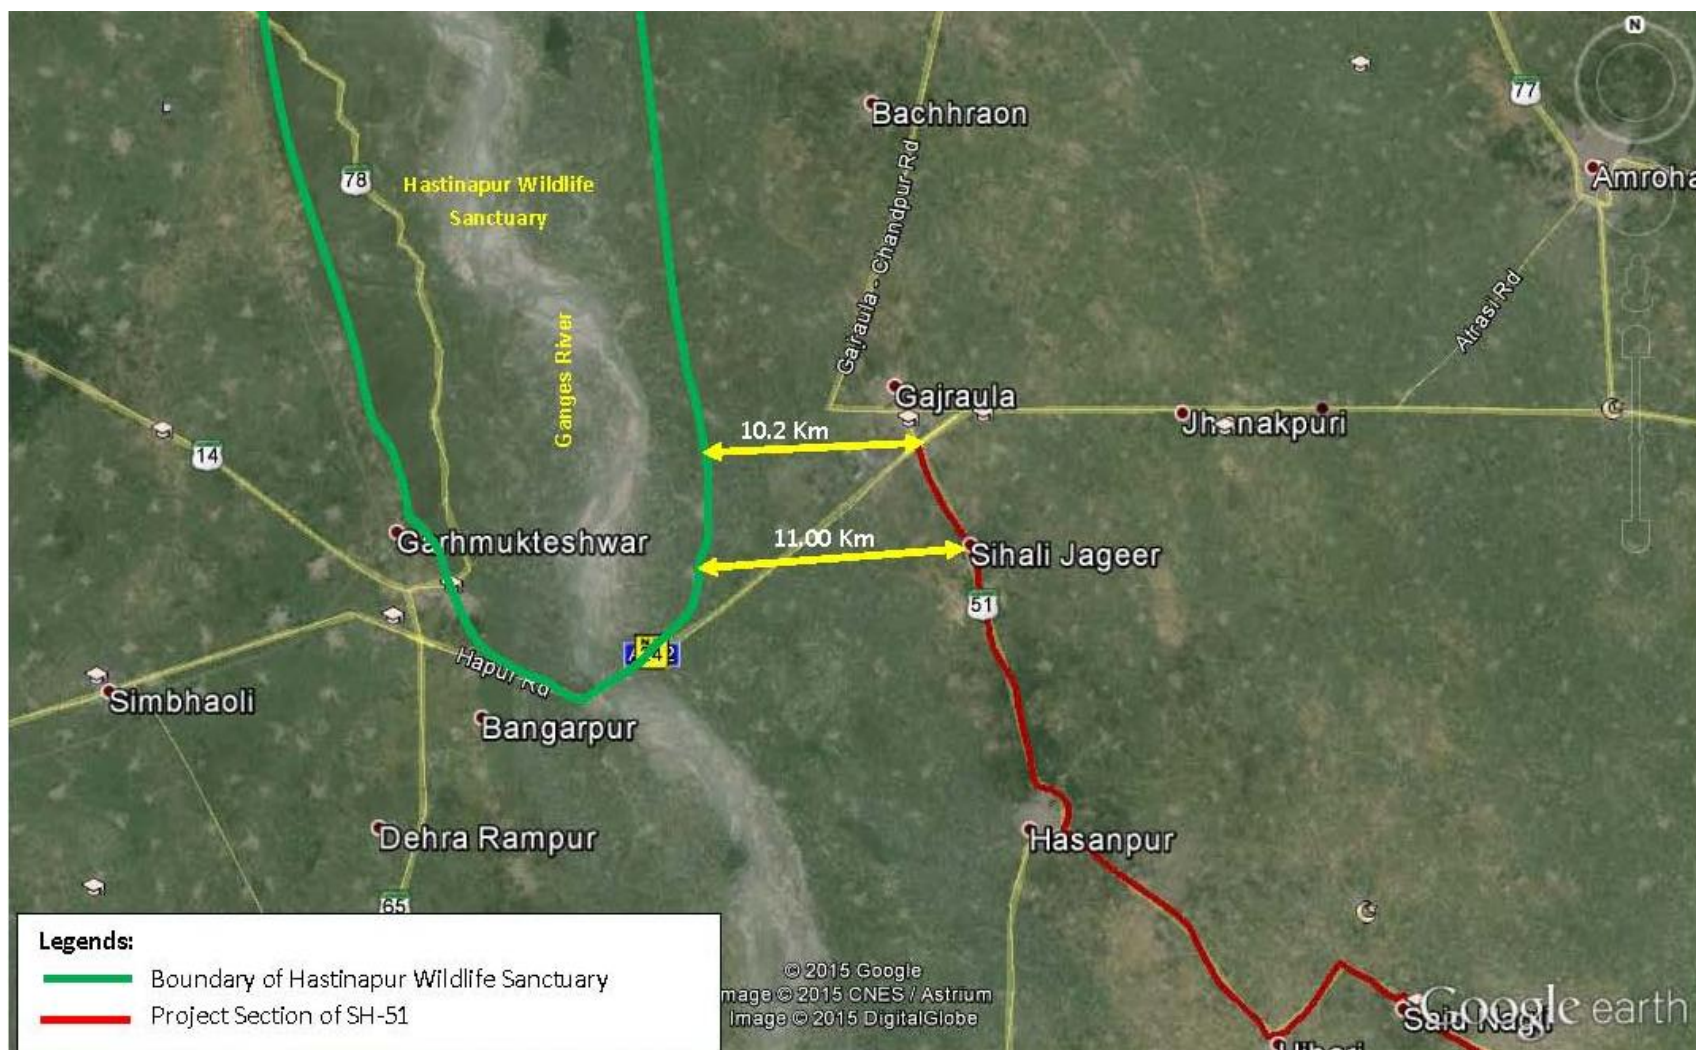 N
77
Bachhraon
Amroha
78
Hastinapur Wildlife
Sanctuary
Gajraula - Chandpur Rd
Atrasi Rd
Ganges River
Gajraula
Jhanakpuri
10.2 Km
14
Garhmukteshwar
11.00 Km
Sihali Jageer
51
Hapur Rd
Simbhaoli
Bangarpur
Dehra Rampur
Hasanpur
65
Legends:
Boundary of Hastinapur Wildlife Sanctuary
Project Section of SH-51
© 2015 Google
mage © 2015 CNES / Astrium
Image © 2015 DigitalGlobe
Google earth
Said Nagli